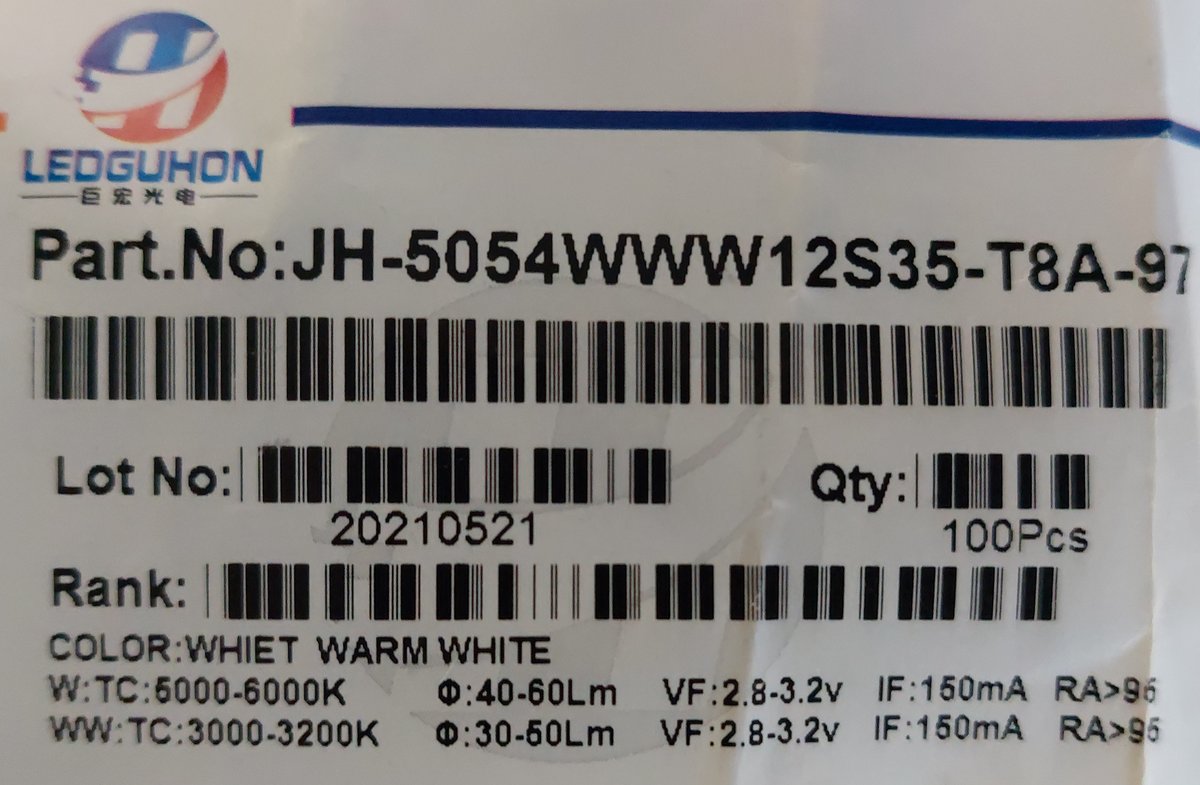 LEDGUHON
巨宏光电
Part.No:JH-5054WWW12S35-T8A-97
Lot No:
20210521
Qty:
100Pcs
Rank:
COLOR:WHIET WARM WHITE
W:TC:5000-6000K Φ:40-60Lm VF:2.8-3.2v IF:150mA RA>96
WW:TC:3000-3200K Φ:30-50Lm VF:2.8-3.2v IF:150mA RA>96